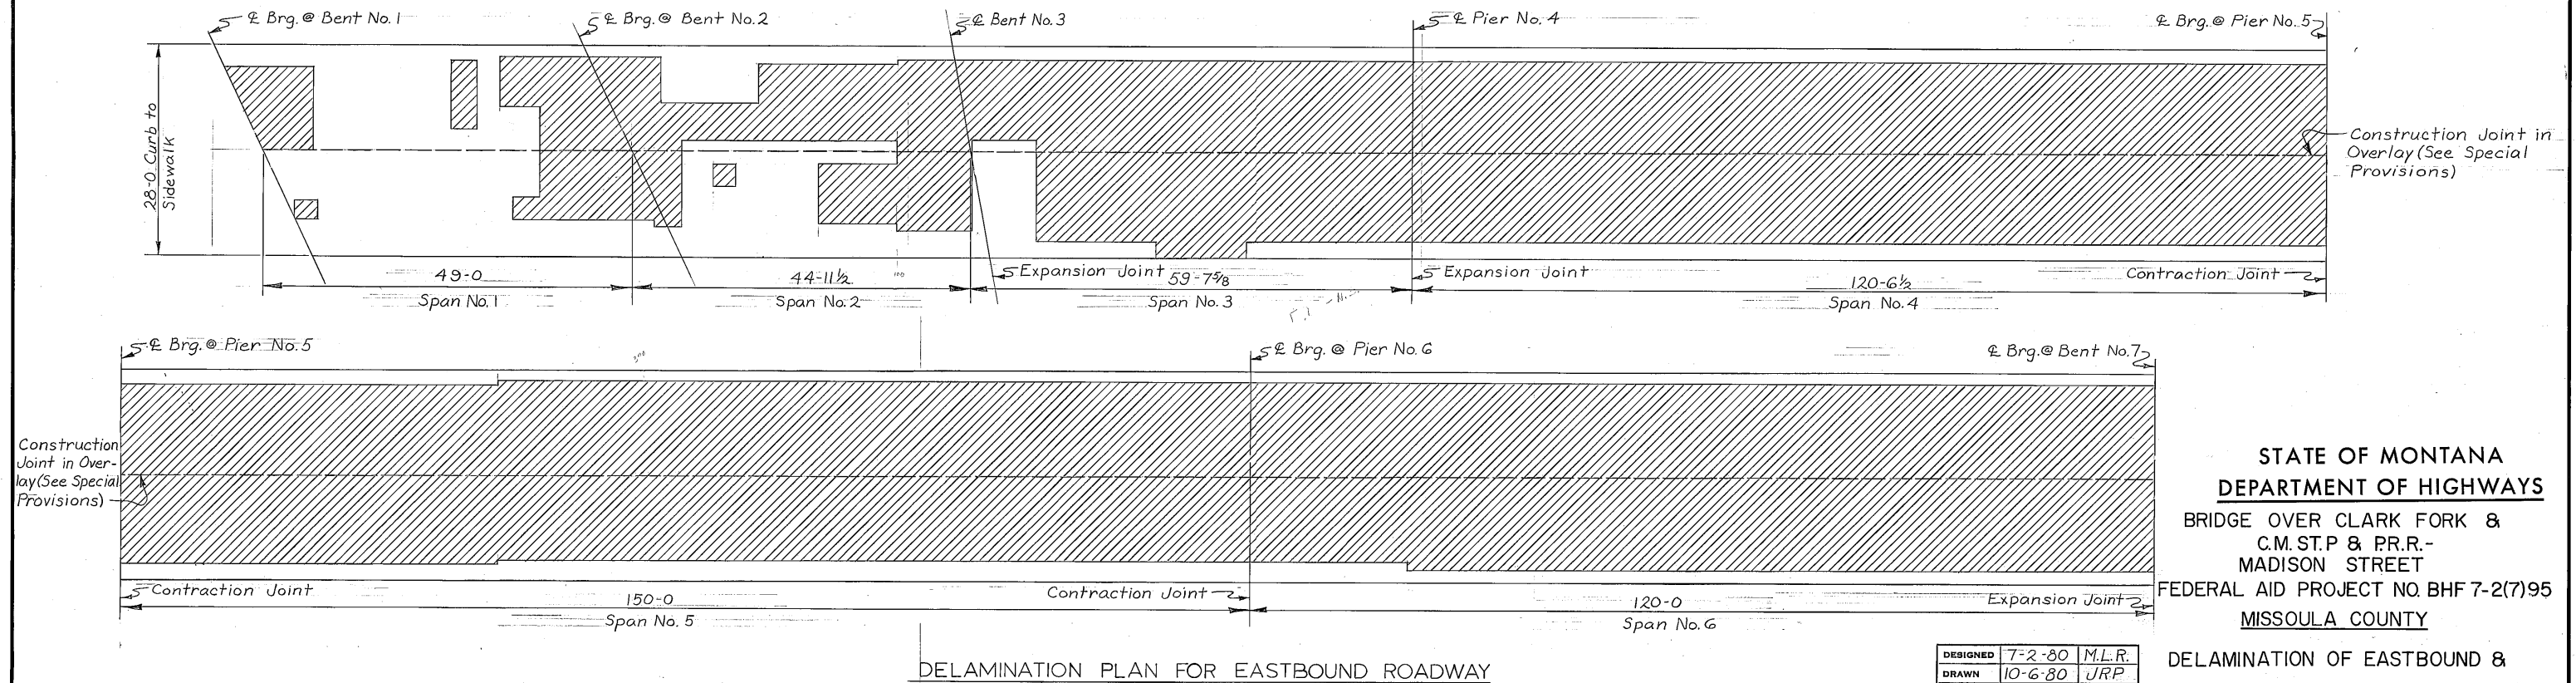 ℄ Brg. @ Bent No. 1
℄ Brg. @ Bent No. 2
℄ Bent No. 3
℄ Pier No. 4
℄ Brg. @ Pier No. 5
28-0 Curb to
Sidewalk
Construction Joint in
Overlay (See Special
Provisions)
49-0
44-11½
Expansion Joint
59-7⅝
Expansion Joint
120-6½
Contraction Joint
Span No. 1
Span No. 2
Span No. 3
Span No. 4
℄ Brg. @ Pier No. 5
℄ Brg. @ Pier No. 6
℄ Brg. @ Bent No. 7
Construction
Joint in Over-
lay (See Special
Provisions)
Contraction Joint
150-0
Contraction Joint
120-0
Expansion Joint
Span No. 5
Span No. 6
STATE OF MONTANA
DEPARTMENT OF HIGHWAYS
BRIDGE OVER CLARK FORK &
C.M. ST.P & P.R.R.-
MADISON STREET
FEDERAL AID PROJECT NO. BHF 7-2(7)95
MISSOULA COUNTY
DELAMINATION PLAN FOR EASTBOUND ROADWAY
DESIGNED 7-2-80 M.L.R.
DRAWN 10-6-80 JRP
DELAMINATION OF EASTBOUND &